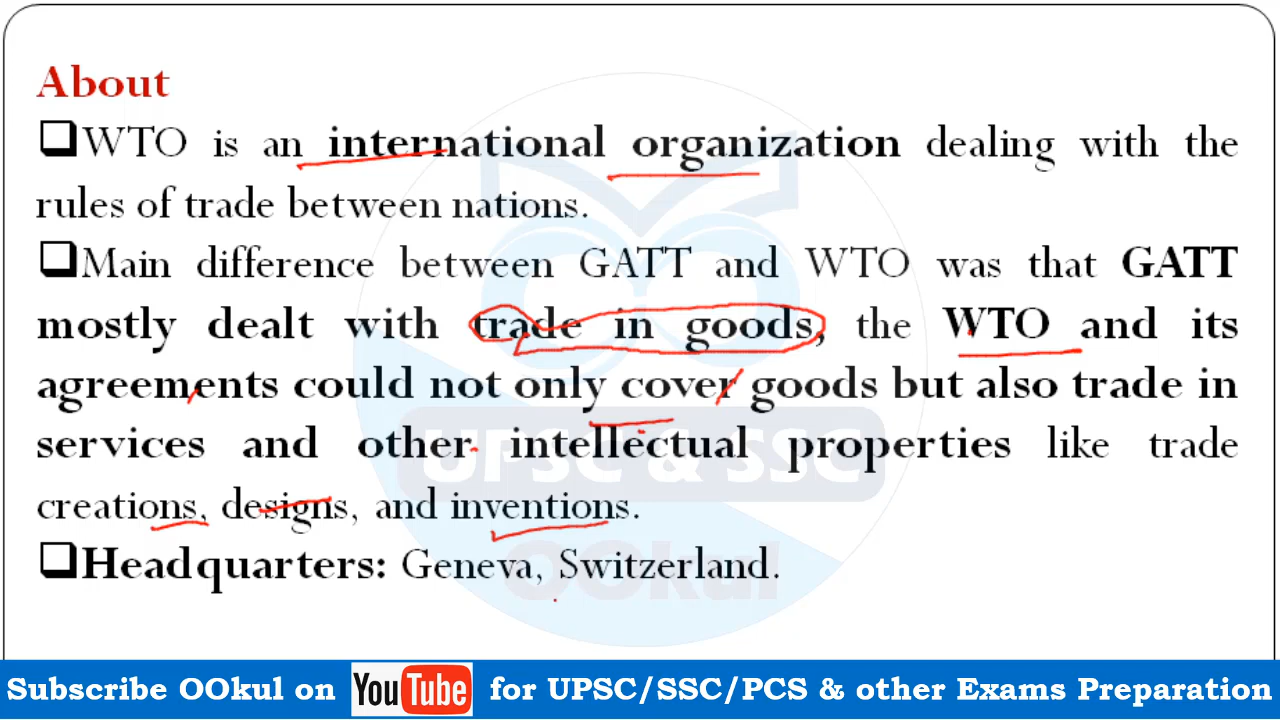 About
❑WTO is an international organization dealing with the
rules of trade between nations.
❑Main difference between GATT and WTO was that GATT
mostly dealt with trade in goods, the WTO and its
agreements could not only cover goods but also trade in
services and other intellectual properties like trade
creations, designs, and inventions.
❑Headquarters: Geneva, Switzerland.
UPSC & SSC
OOkul
Subscribe OOkul on YouTube for UPSC/SSC/PCS & other Exams Preparation